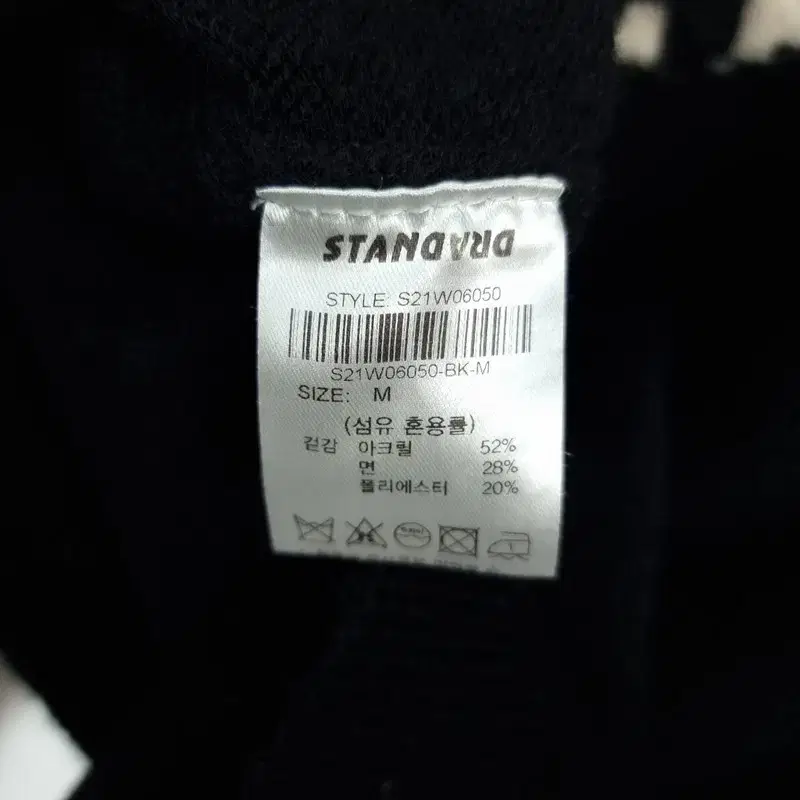 STANDARD
STYLE: S21W06050
S21W06050-BK-M
SIZE: M
(섬유 혼용률)
겉감 아크릴 52%
면 28%
폴리에스터 20%